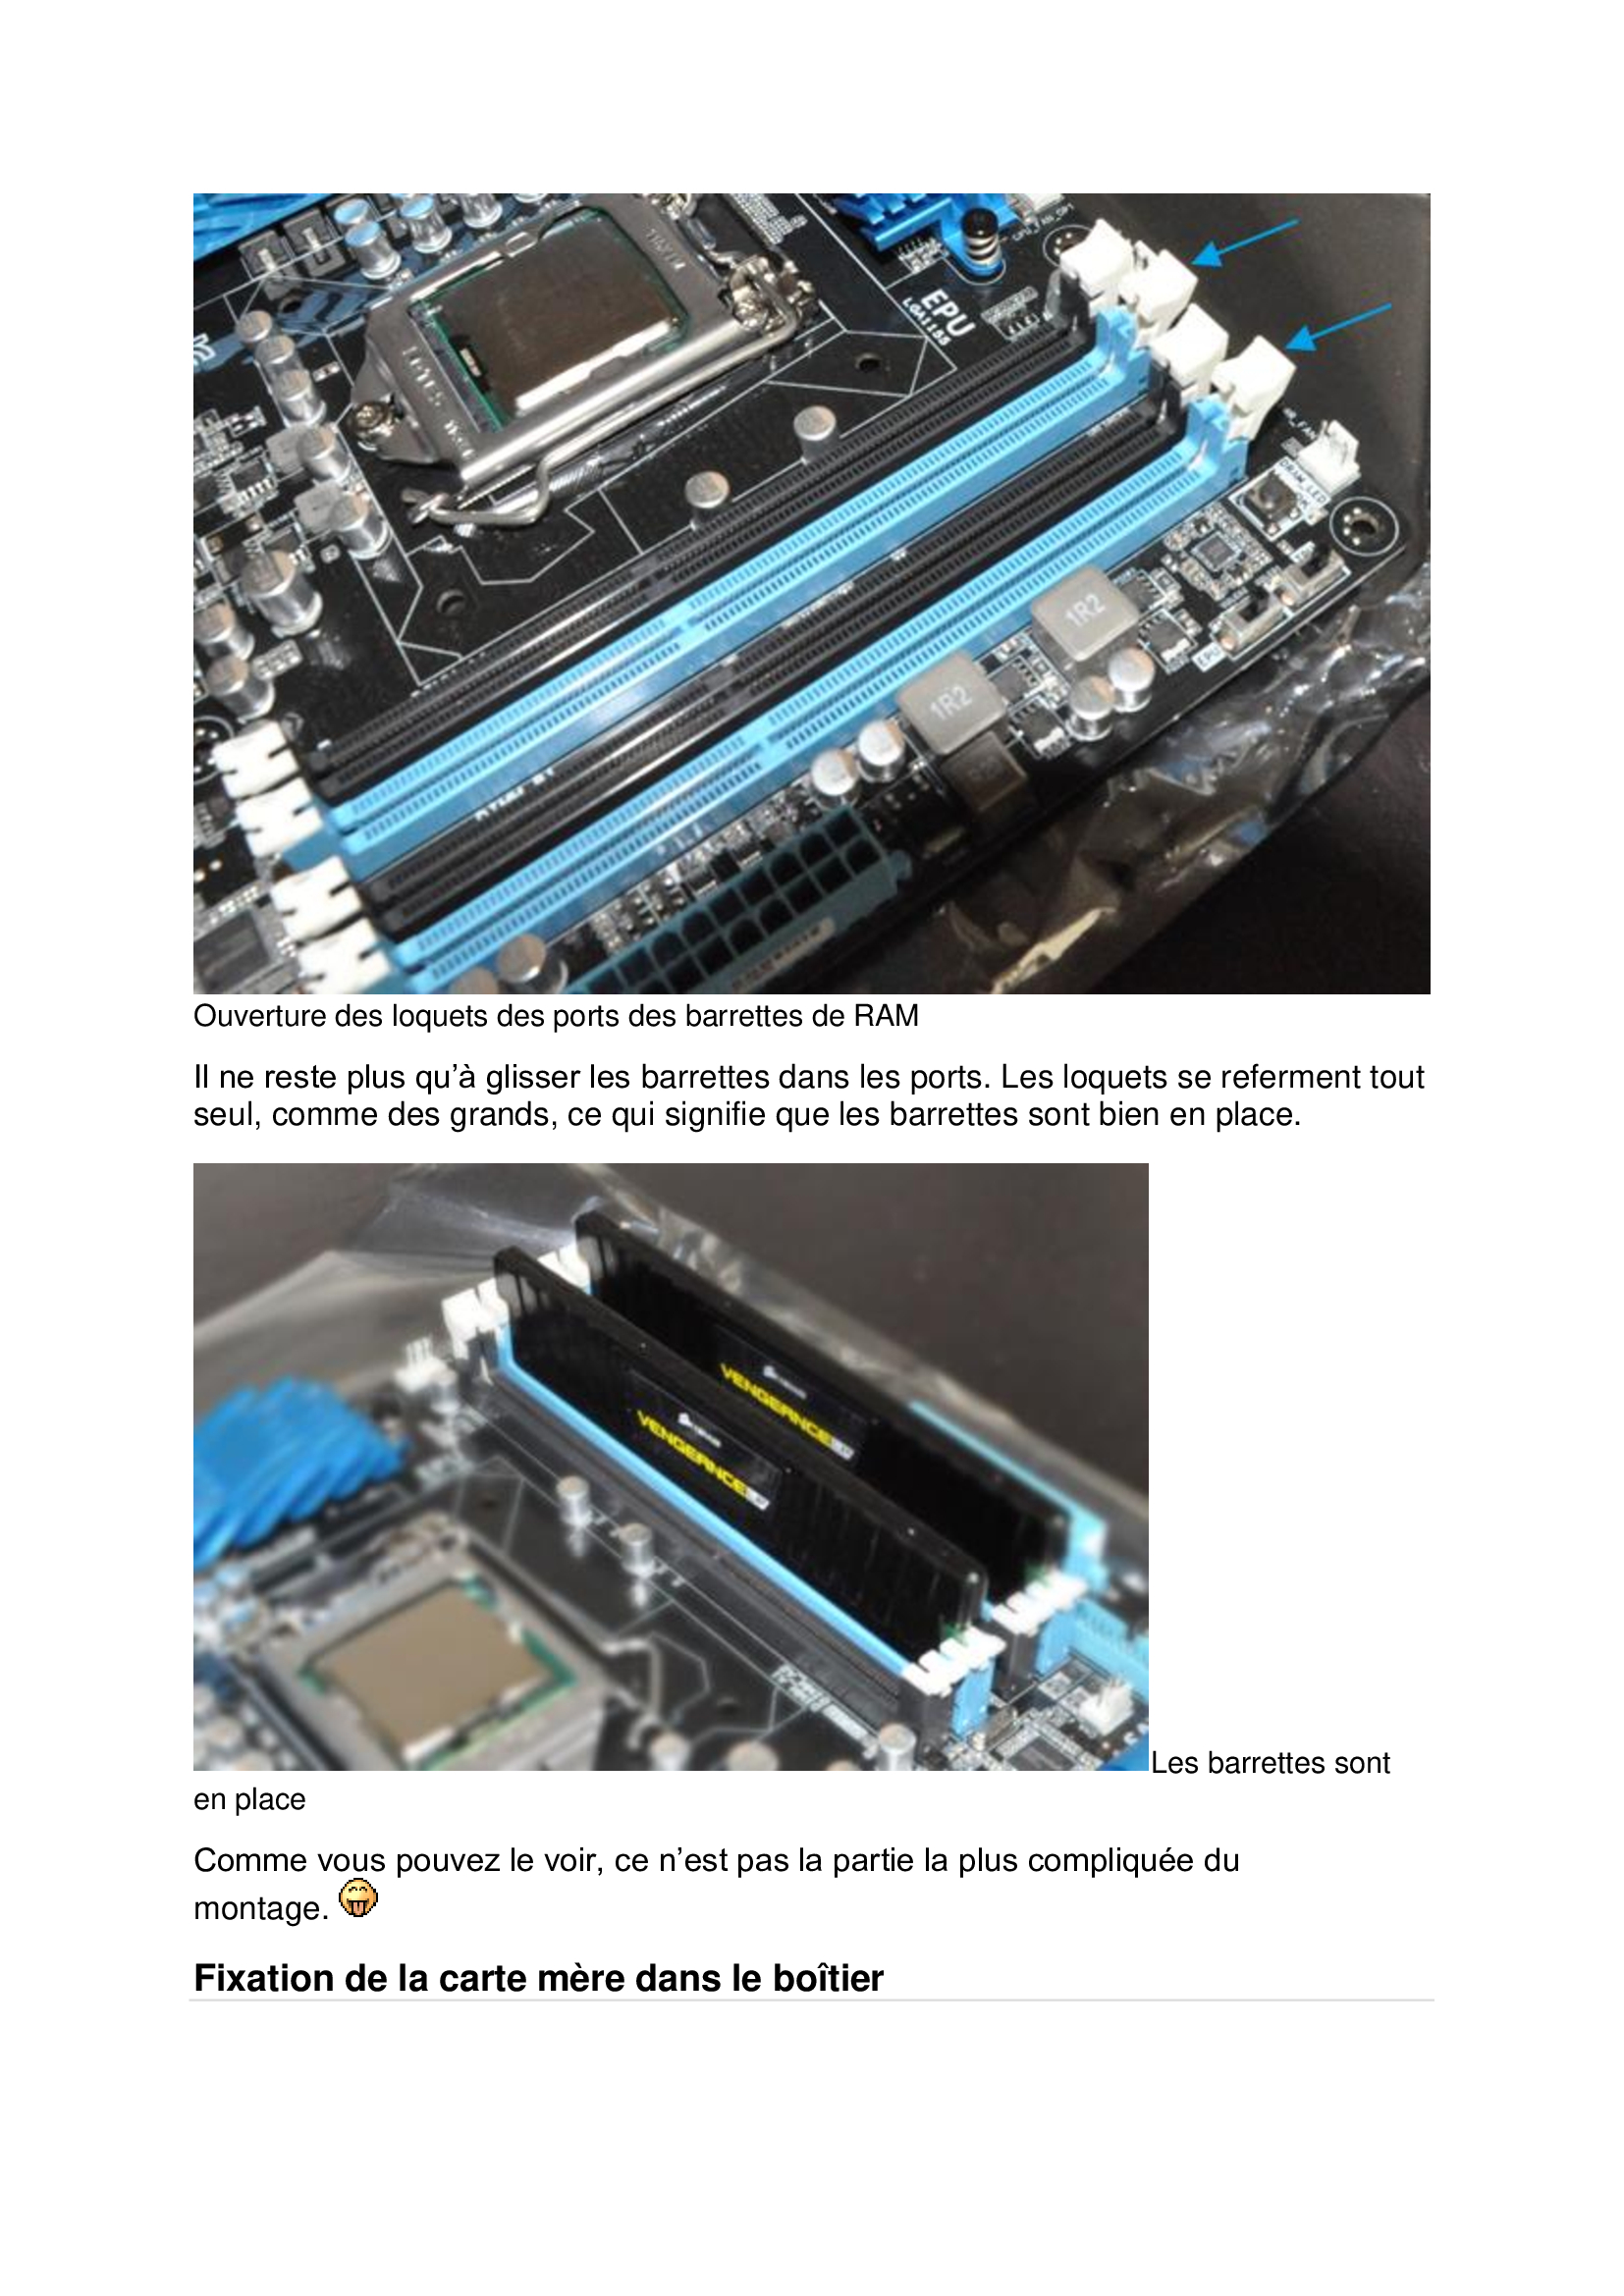 EPU
LGA1155
DRAM_LED
1R2
1R2
EPU
Ouverture des loquets des ports des barrettes de RAM
Il ne reste plus qu’à glisser les barrettes dans les ports. Les loquets se referment tout
seul, comme des grands, ce qui signifie que les barrettes sont bien en place.
VENGEANCE
VENGEANCE
Les barrettes sont
en place
Comme vous pouvez le voir, ce n’est pas la partie la plus compliquée du
montage.
Fixation de la carte mère dans le boîtier